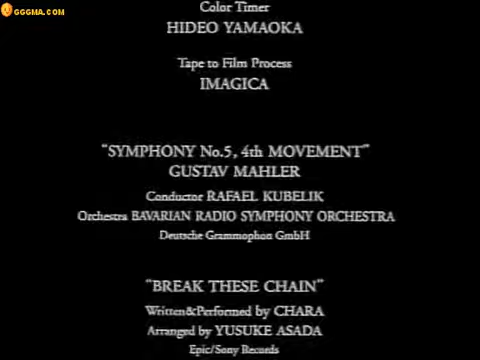 GGGMA.COM
Color Timer
HIDEO YAMAOKA
Tape to Film Process
IMAGICA
"SYMPHONY No.5, 4th MOVEMENT"
GUSTAV MAHLER
Conductor RAFAEL KUBELIK
Orchestra BAVARIAN RADIO SYMPHONY ORCHESTRA
Deutsche Grammophon GmbH
"BREAK THESE CHAIN"
Written&Performed by CHARA
Arranged by YUSUKE ASADA
Epic/Sony Records